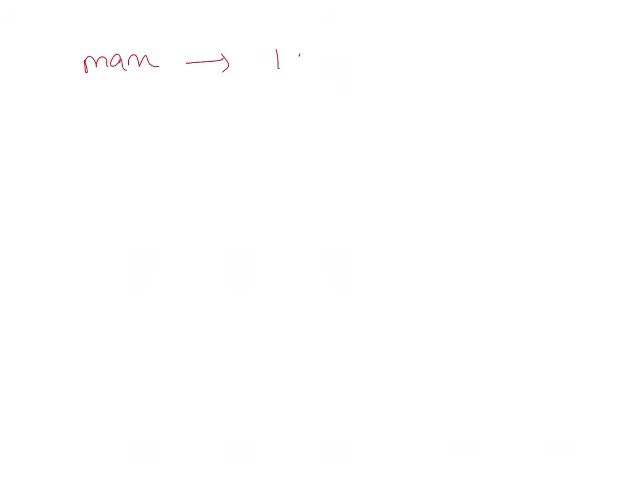 man → 1